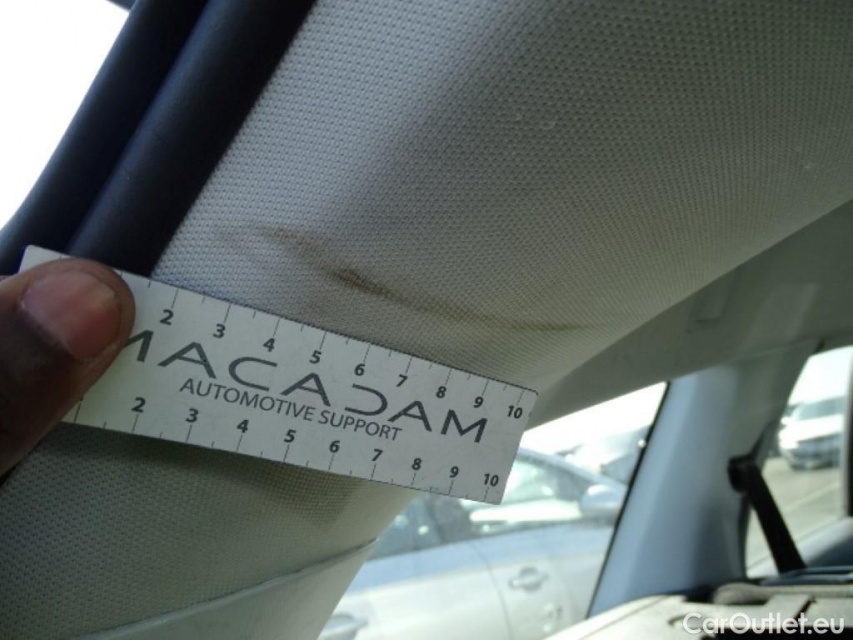 2 3 4 5 6 7 8 9 10
MACADAM
AUTOMOTIVE SUPPORT
2 3 4 5 6 7 8 9 10
CarOutlet.eu